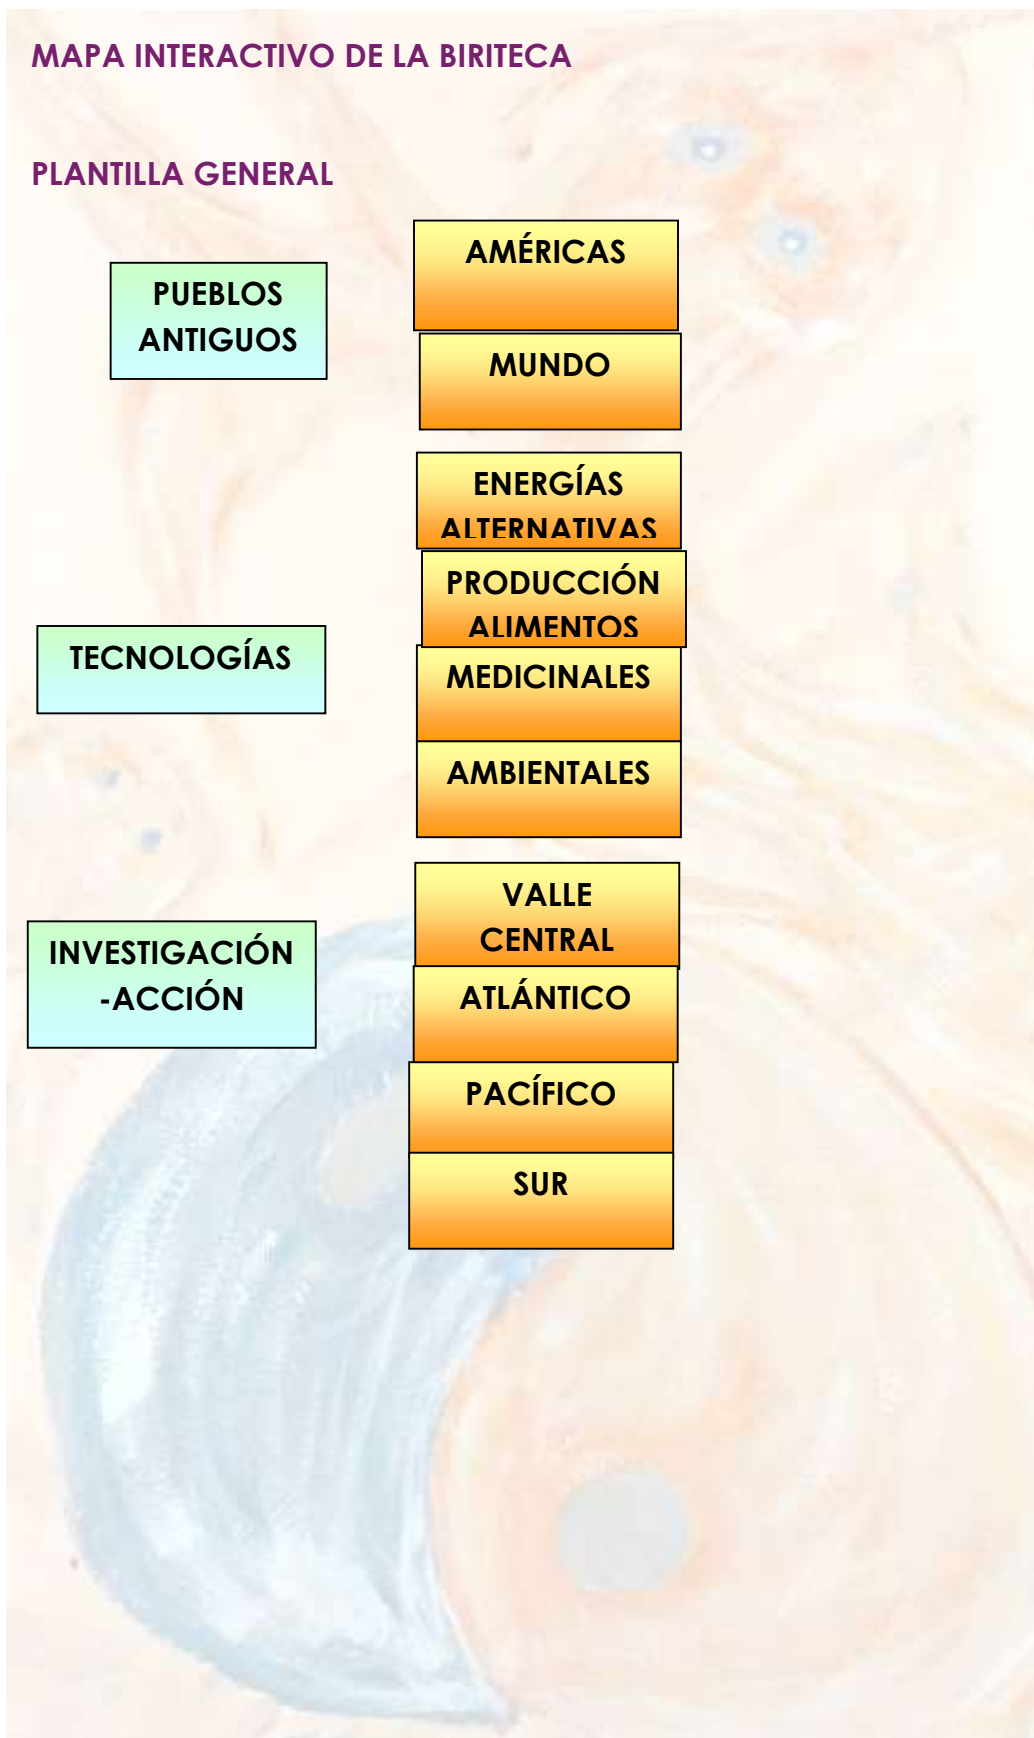 MAPA INTERACTIVO DE LA BIRITECA
PLANTILLA GENERAL
PUEBLOS
ANTIGUOS
AMÉRICAS
MUNDO
TECNOLOGÍAS
ENERGÍAS
ALTERNATIVAS
PRODUCCIÓN
ALIMENTOS
MEDICINALES
AMBIENTALES
INVESTIGACIÓN
-ACCIÓN
VALLE
CENTRAL
ATLÁNTICO
PACÍFICO
SUR